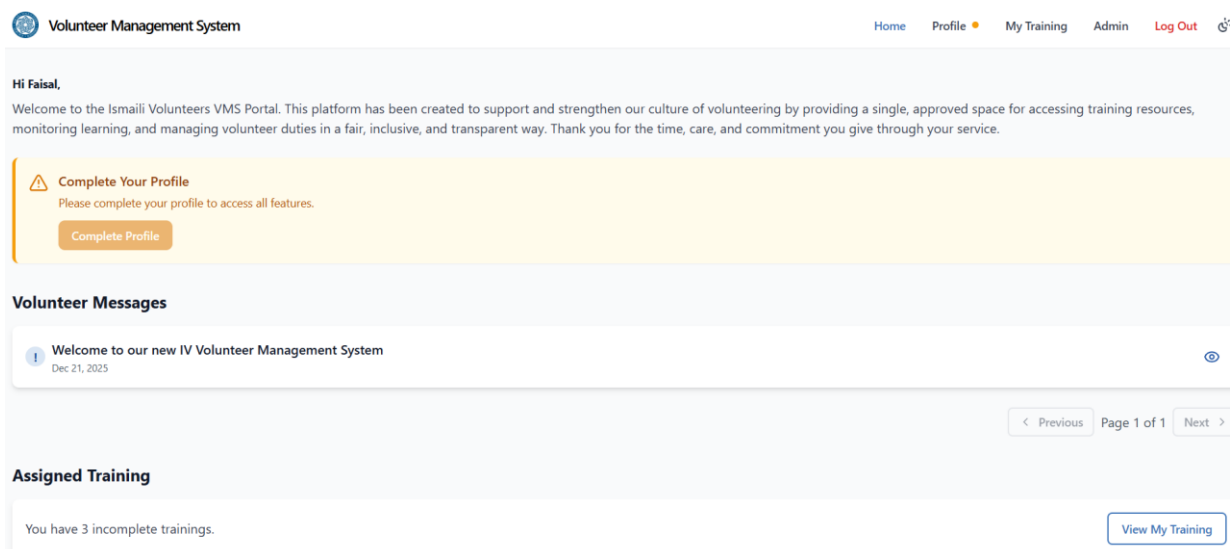 Volunteer Management System
Home Profile My Training Admin Log Out
Hi Faisal,
Welcome to the Ismaili Volunteers VMS Portal. This platform has been created to support and strengthen our culture of volunteering by providing a single, approved space for accessing training resources,
monitoring learning, and managing volunteer duties in a fair, inclusive, and transparent way. Thank you for the time, care, and commitment you give through your service.
Complete Your Profile
Please complete your profile to access all features.
Complete Profile
Volunteer Messages
! Welcome to our new IV Volunteer Management System
Dec 21, 2025
< Previous Page 1 of 1 Next >
Assigned Training
You have 3 incomplete trainings.
View My Training